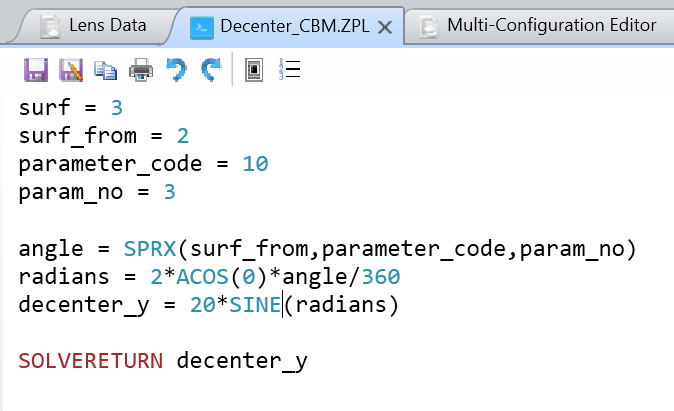 Lens Data
Decenter_CBM.ZPL
Multi-Configuration Editor
surf = 3
surf_from = 2
parameter_code = 10
param_no = 3
angle = SPRX(surf_from,parameter_code,param_no)
radians = 2*ACOS(0)*angle/360
decenter_y = 20*SINE(radians)
SOLVERETURN decenter_y